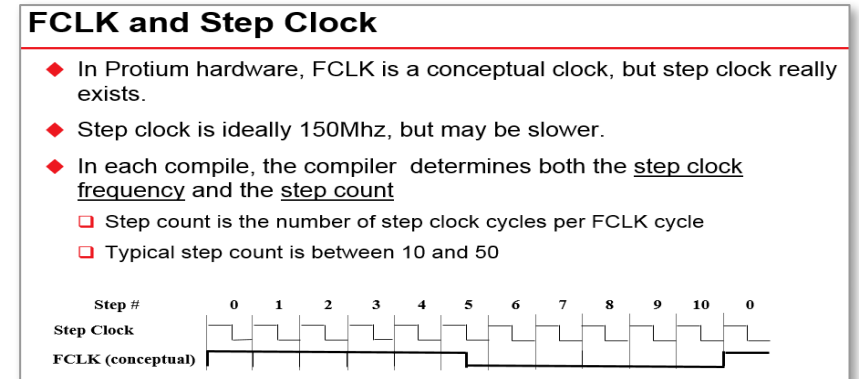 FCLK and Step Clock
In Protium hardware, FCLK is a conceptual clock, but step clock really
exists.
Step clock is ideally 150Mhz, but may be slower.
In each compile, the compiler determines both the step clock
frequency and the step count
Step count is the number of step clock cycles per FCLK cycle
Typical step count is between 10 and 50
Step # 0 1 2 3 4 5 6 7 8 9 10 0
Step Clock
FCLK (conceptual)